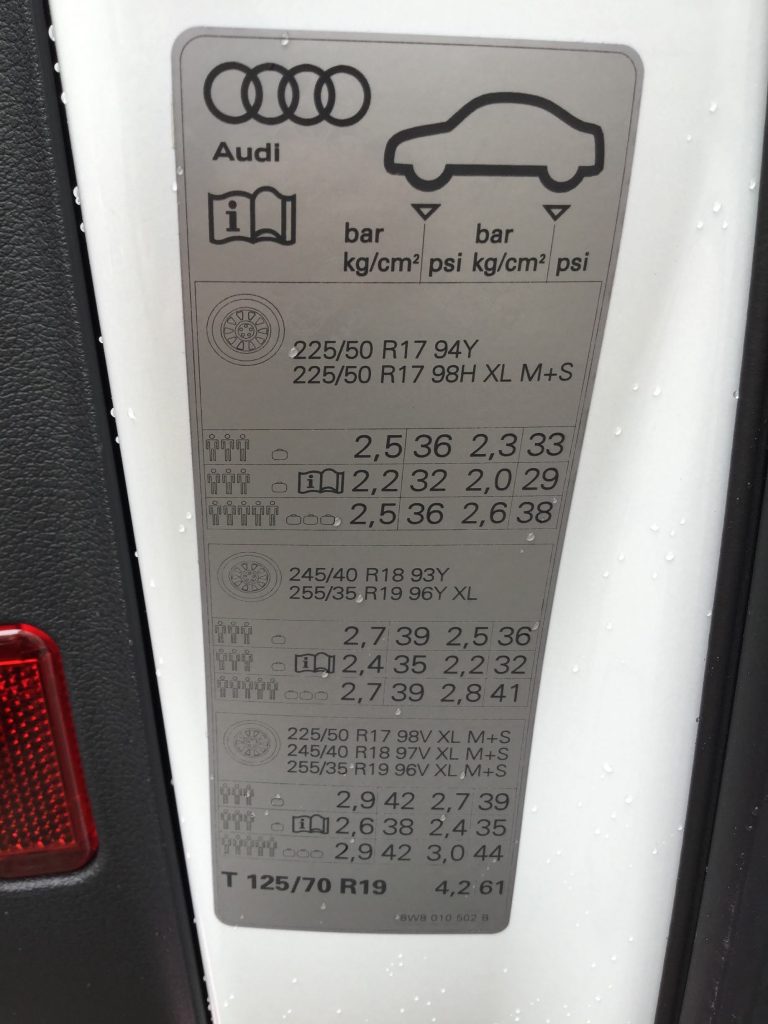 Audi
i
bar bar
kg/cm² psi kg/cm² psi
225/50 R17 94Y
225/50 R17 98H XL M+S
2,5 36 2,3 33
i 2,2 32 2,0 29
2,5 36 2,6 38
245/40 R18 93Y
255/35 R19 96Y XL
2,7 39 2,5 36
i 2,4 35 2,2 32
2,7 39 2,8 41
225/50 R17 98V XL M+S
245/40 R18 97V XL M+S
255/35 R19 96V XL M+S
2,9 42 2,7 39
i 2,6 38 2,4 35
2,9 42 3,0 44
T 125/70 R19 4,2 61
8W8 010 502 B